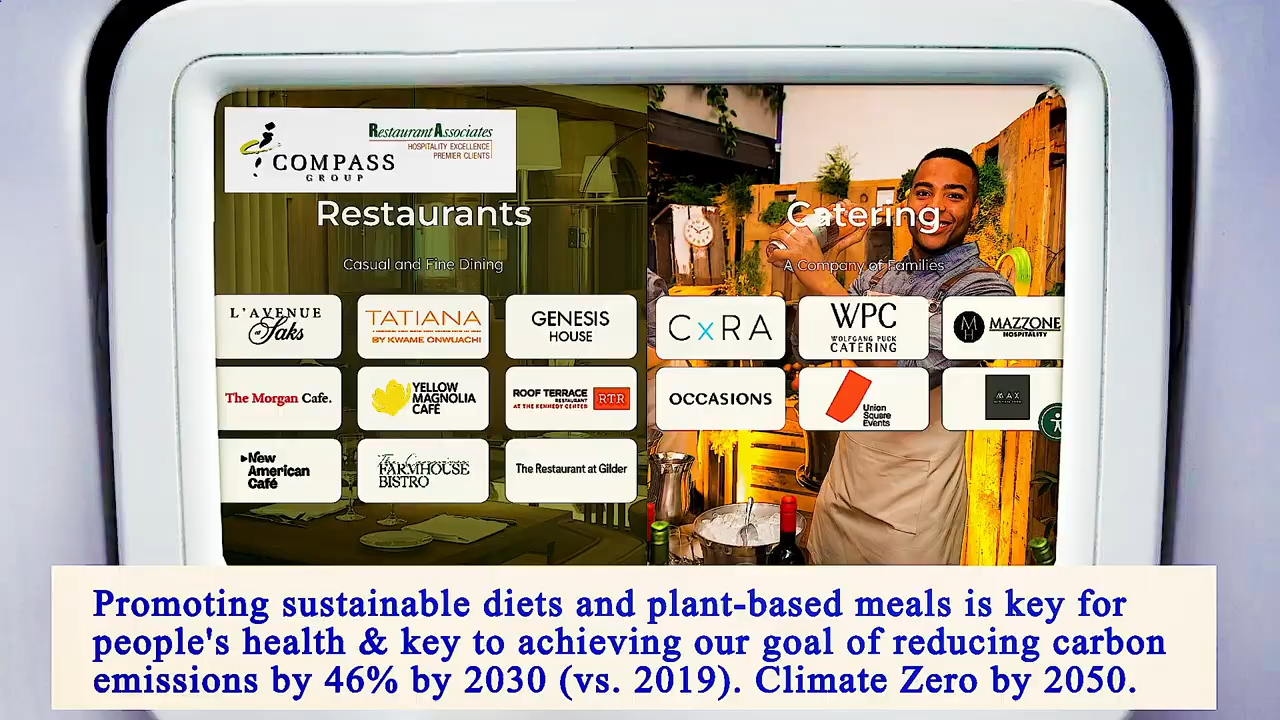 COMPASS
GROUP
Restaurant Associates
HOSPITALITY EXCELLENCE
PREMIER CLIENTS
Restaurants
Casual and Fine Dining
L'AVENUE
at Saks
TATIANA
BY KWAME ONWUACHI
GENESIS
HOUSE
The Morgan Cafe.
YELLOW
MAGNOLIA
CAFÉ
ROOF TERRACE
RESTAURANT
AT THE KENNEDY CENTER
RTR
New
American
Café
FARMHOUSE
BISTRO
The Restaurant at Gilder
Catering
A Company of Families
CxRA
WPC
WOLFGANG PUCK
CATERING
MH
MAZZONE
HOSPITALITY
OCCASIONS
Union
Square
Events
MAX
Promoting sustainable diets and plant-based meals is key for
people's health & key to achieving our goal of reducing carbon
emissions by 46% by 2030 (vs. 2019). Climate Zero by 2050.